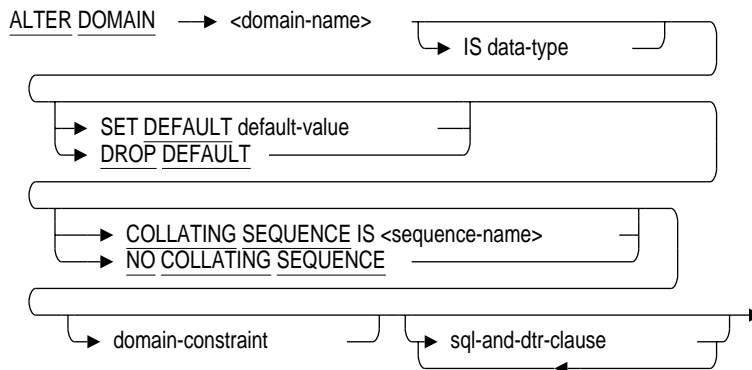 ALTER DOMAIN <domain-name>
IS data-type
SET DEFAULT default-value
DROP DEFAULT
COLLATING SEQUENCE IS <sequence-name>
NO COLLATING SEQUENCE
domain-constraint sql-and-dtr-clause